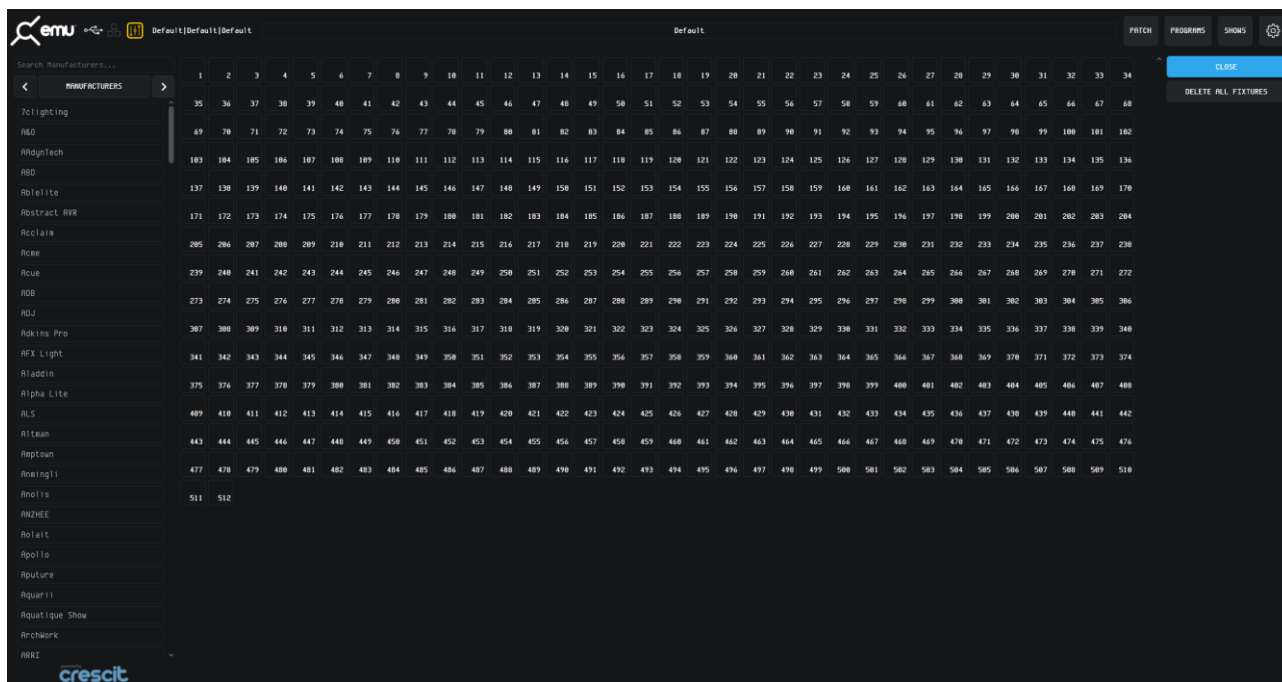 emu Default|Default|Default Default PATCH PROGRAMS SHOWS
Search Manufacturers...
MANUFACTURERS
7clighting
A&O
AAdynTech
ABD
Ablelite
Abstract AVR
Acclaim
Acme
Acue
ADB
ADJ
Adkins Pro
AFX Light
Aladdin
Alpha Lite
ALS
Altman
Amptown
Anmingli
Anolis
ANZHEE
Aolait
Apollo
Aputure
Aquarii
Aquatique Show
ArchWork
ARRI
crescit
1 2 3 4 5 6 7 8 9 10 11 12 13 14 15 16 17 18 19 20 21 22 23 24 25 26 27 28 29 30 31 32 33 34
35 36 37 38 39 40 41 42 43 44 45 46 47 48 49 50 51 52 53 54 55 56 57 58 59 60 61 62 63 64 65 66 67 68
69 70 71 72 73 74 75 76 77 78 79 80 81 82 83 84 85 86 87 88 89 90 91 92 93 94 95 96 97 98 99 100 101 102
103 104 105 106 107 108 109 110 111 112 113 114 115 116 117 118 119 120 121 122 123 124 125 126 127 128 129 130 131 132 133 134 135 136
137 138 139 140 141 142 143 144 145 146 147 148 149 150 151 152 153 154 155 156 157 158 159 160 161 162 163 164 165 166 167 168 169 170
171 172 173 174 175 176 177 178 179 180 181 182 183 184 185 186 187 188 189 190 191 192 193 194 195 196 197 198 199 200 201 202 203 204
205 206 207 208 209 210 211 212 213 214 215 216 217 218 219 220 221 222 223 224 225 226 227 228 229 230 231 232 233 234 235 236 237 238
239 240 241 242 243 244 245 246 247 248 249 250 251 252 253 254 255 256 257 258 259 260 261 262 263 264 265 266 267 268 269 270 271 272
273 274 275 276 277 278 279 280 281 282 283 284 285 286 287 288 289 290 291 292 293 294 295 296 297 298 299 300 301 302 303 304 305 306
307 308 309 310 311 312 313 314 315 316 317 318 319 320 321 322 323 324 325 326 327 328 329 330 331 332 333 334 335 336 337 338 339 340
341 342 343 344 345 346 347 348 349 350 351 352 353 354 355 356 357 358 359 360 361 362 363 364 365 366 367 368 369 370 371 372 373 374
375 376 377 378 379 380 381 382 383 384 385 386 387 388 389 390 391 392 393 394 395 396 397 398 399 400 401 402 403 404 405 406 407 408
409 410 411 412 413 414 415 416 417 418 419 420 421 422 423 424 425 426 427 428 429 430 431 432 433 434 435 436 437 438 439 440 441 442
443 444 445 446 447 448 449 450 451 452 453 454 455 456 457 458 459 460 461 462 463 464 465 466 467 468 469 470 471 472 473 474 475 476
477 478 479 480 481 482 483 484 485 486 487 488 489 490 491 492 493 494 495 496 497 498 499 500 501 502 503 504 505 506 507 508 509 510
511 512
CLOSE
DELETE ALL FIXTURES